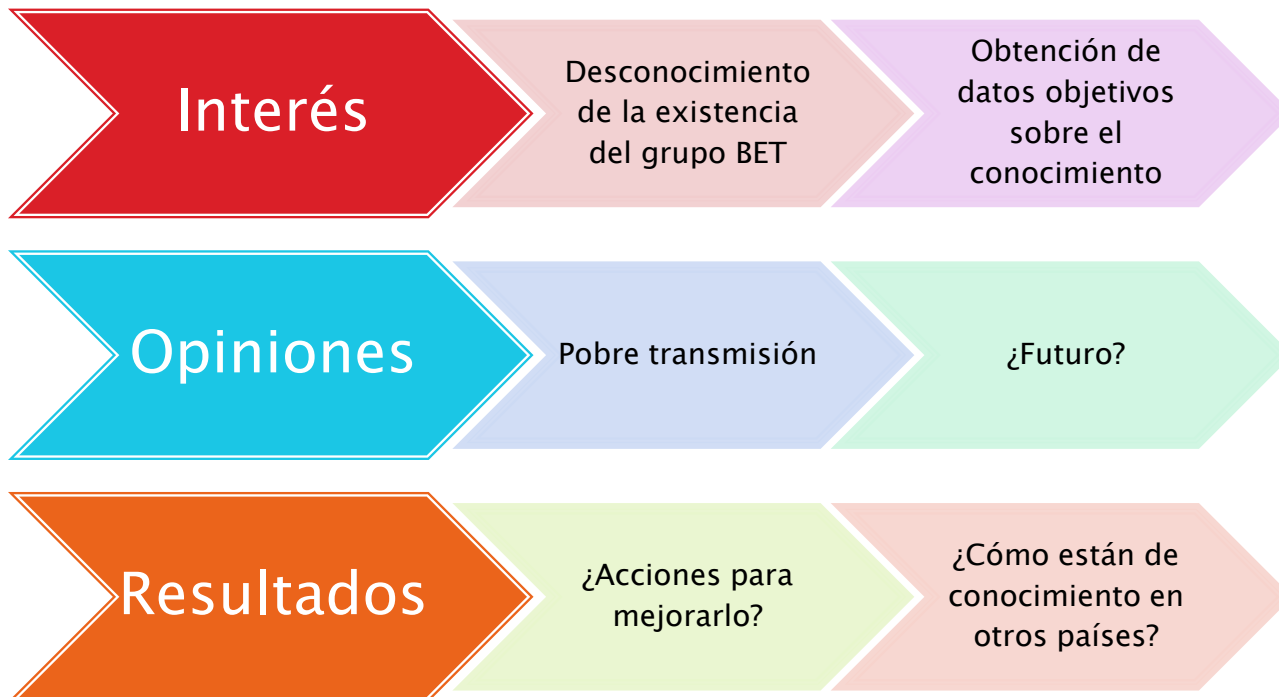 Interés
Desconocimiento
de la existencia
del grupo BET
Obtención de
datos objetivos
sobre el
conocimiento
Opiniones
Pobre transmisión
¿Futuro?
Resultados
¿Acciones para
mejorarlo?
¿Cómo están de
conocimiento en
otros países?